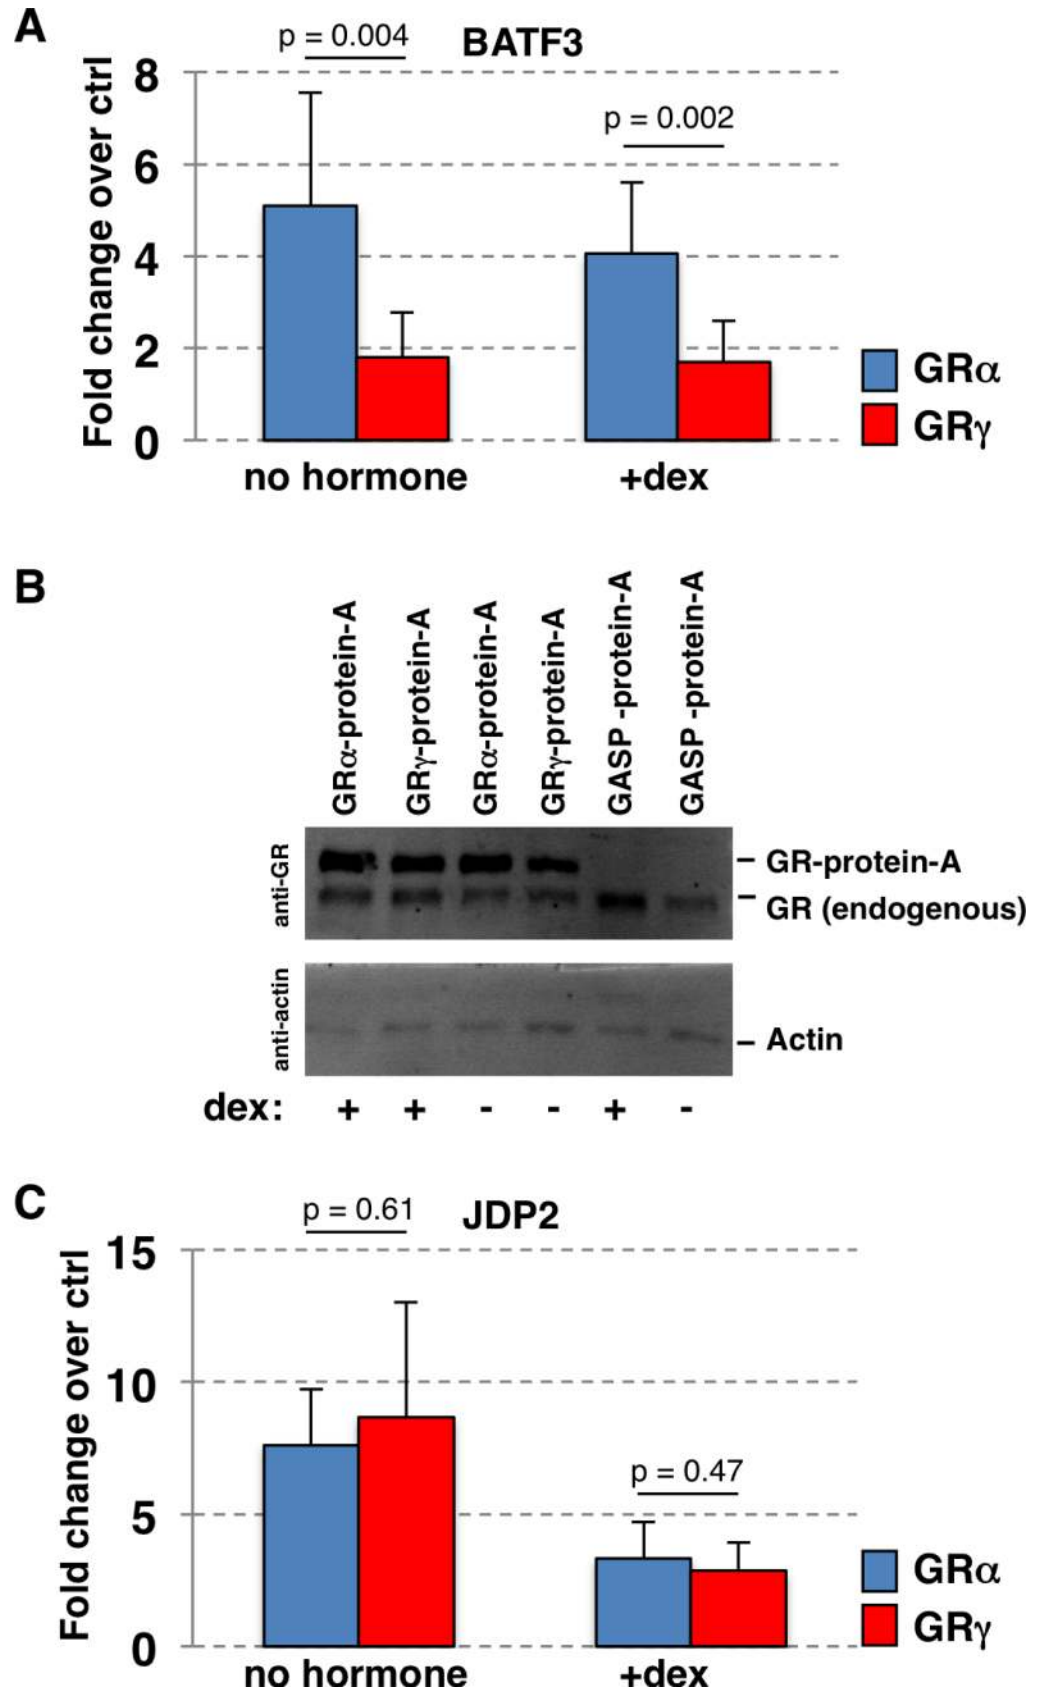 A
p = 0.004
BATF3
p = 0.002
Fold change over ctrl
8
6
4
2
0
no hormone
+dex
GRα
GRγ
B
GRα-protein-A
GRγ-protein-A
GRα-protein-A
GRγ-protein-A
GASP -protein-A
GASP -protein-A
anti-GR
GR-protein-A
GR (endogenous)
anti-actin
Actin
dex: + + - - + -
C
p = 0.61
JDP2
p = 0.47
Fold change over ctrl
15
10
5
0
no hormone
+dex
GRα
GRγ